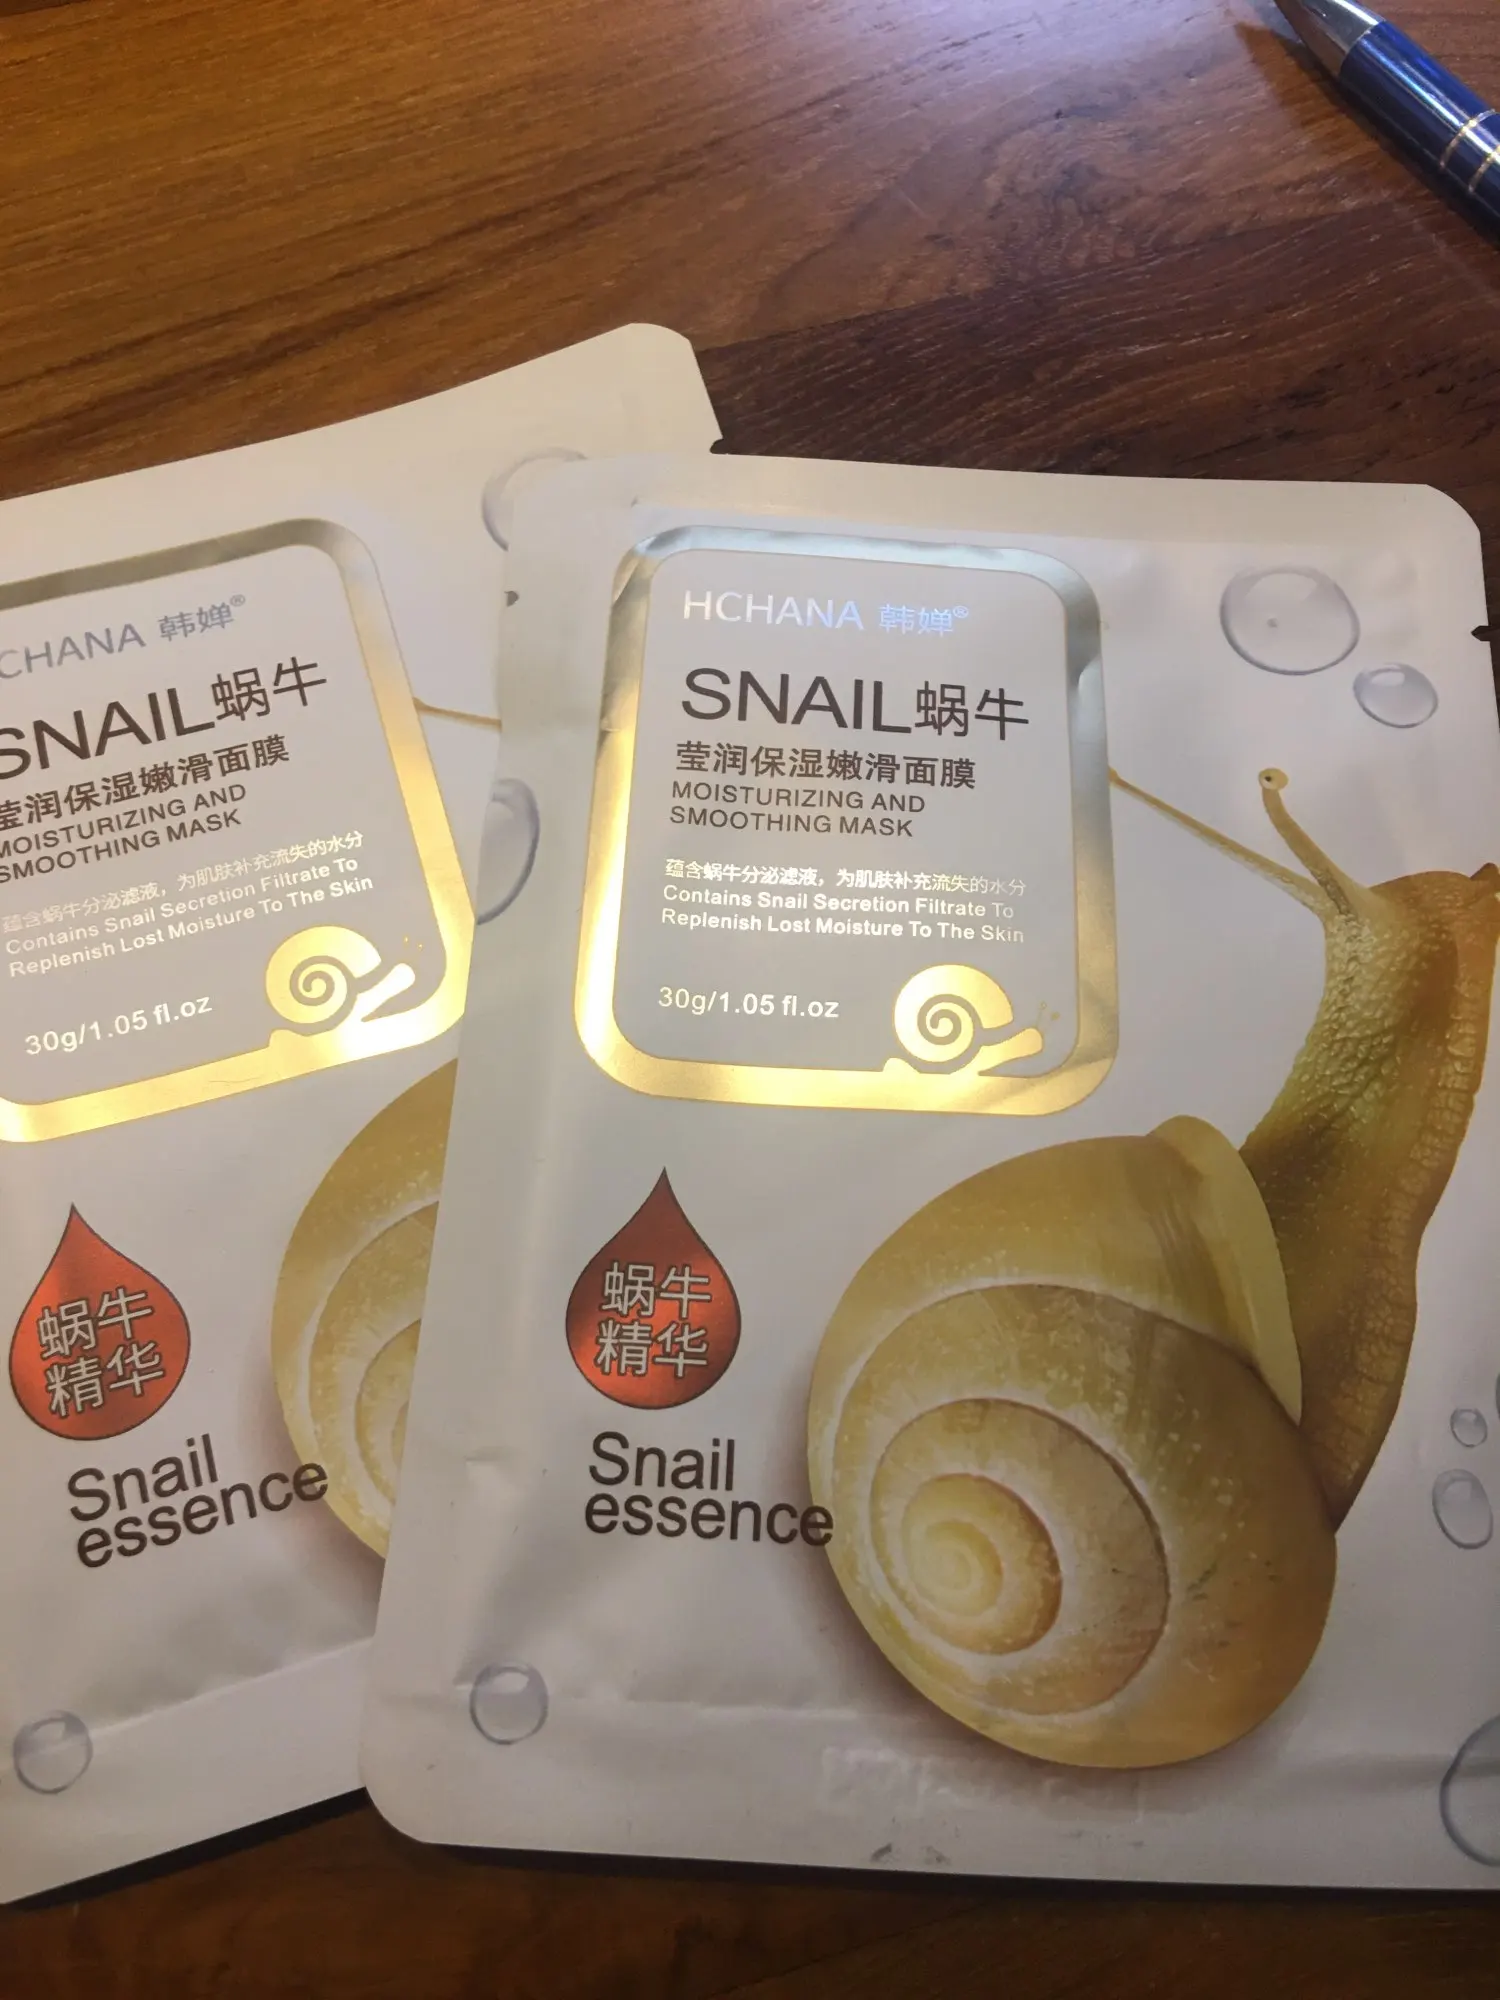 CHANA 韩婵®
SNAIL蜗牛
莹润保湿嫩滑面膜
MOISTURIZING AND
SMOOTHING MASK
蕴含蜗牛分泌滤液，为肌肤补充流失的水分
Contains Snail Secretion Filtrate To
Replenish Lost Moisture To The Skin
30g/1.05 fl.oz
蜗牛
精华
Snail
essence
HCHANA 韩婵®
SNAIL蜗牛
莹润保湿嫩滑面膜
MOISTURIZING AND
SMOOTHING MASK
蕴含蜗牛分泌滤液，为肌肤补充流失的水分
Contains Snail Secretion Filtrate To
Replenish Lost Moisture To The Skin
30g/1.05 fl.oz
蜗牛
精华
Snail
essence